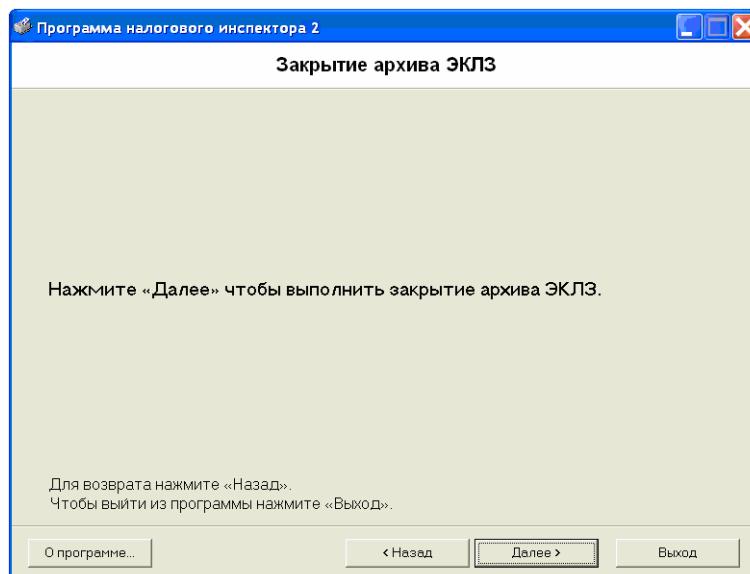 Программа налогового инспектора 2
Закрытие архива ЭКЛЗ
Нажмите «Далее» чтобы выполнить закрытие архива ЭКЛЗ.
Для возврата нажмите «Назад».
Чтобы выйти из программы нажмите «Выход».
О программе... < Назад Далее > Выход